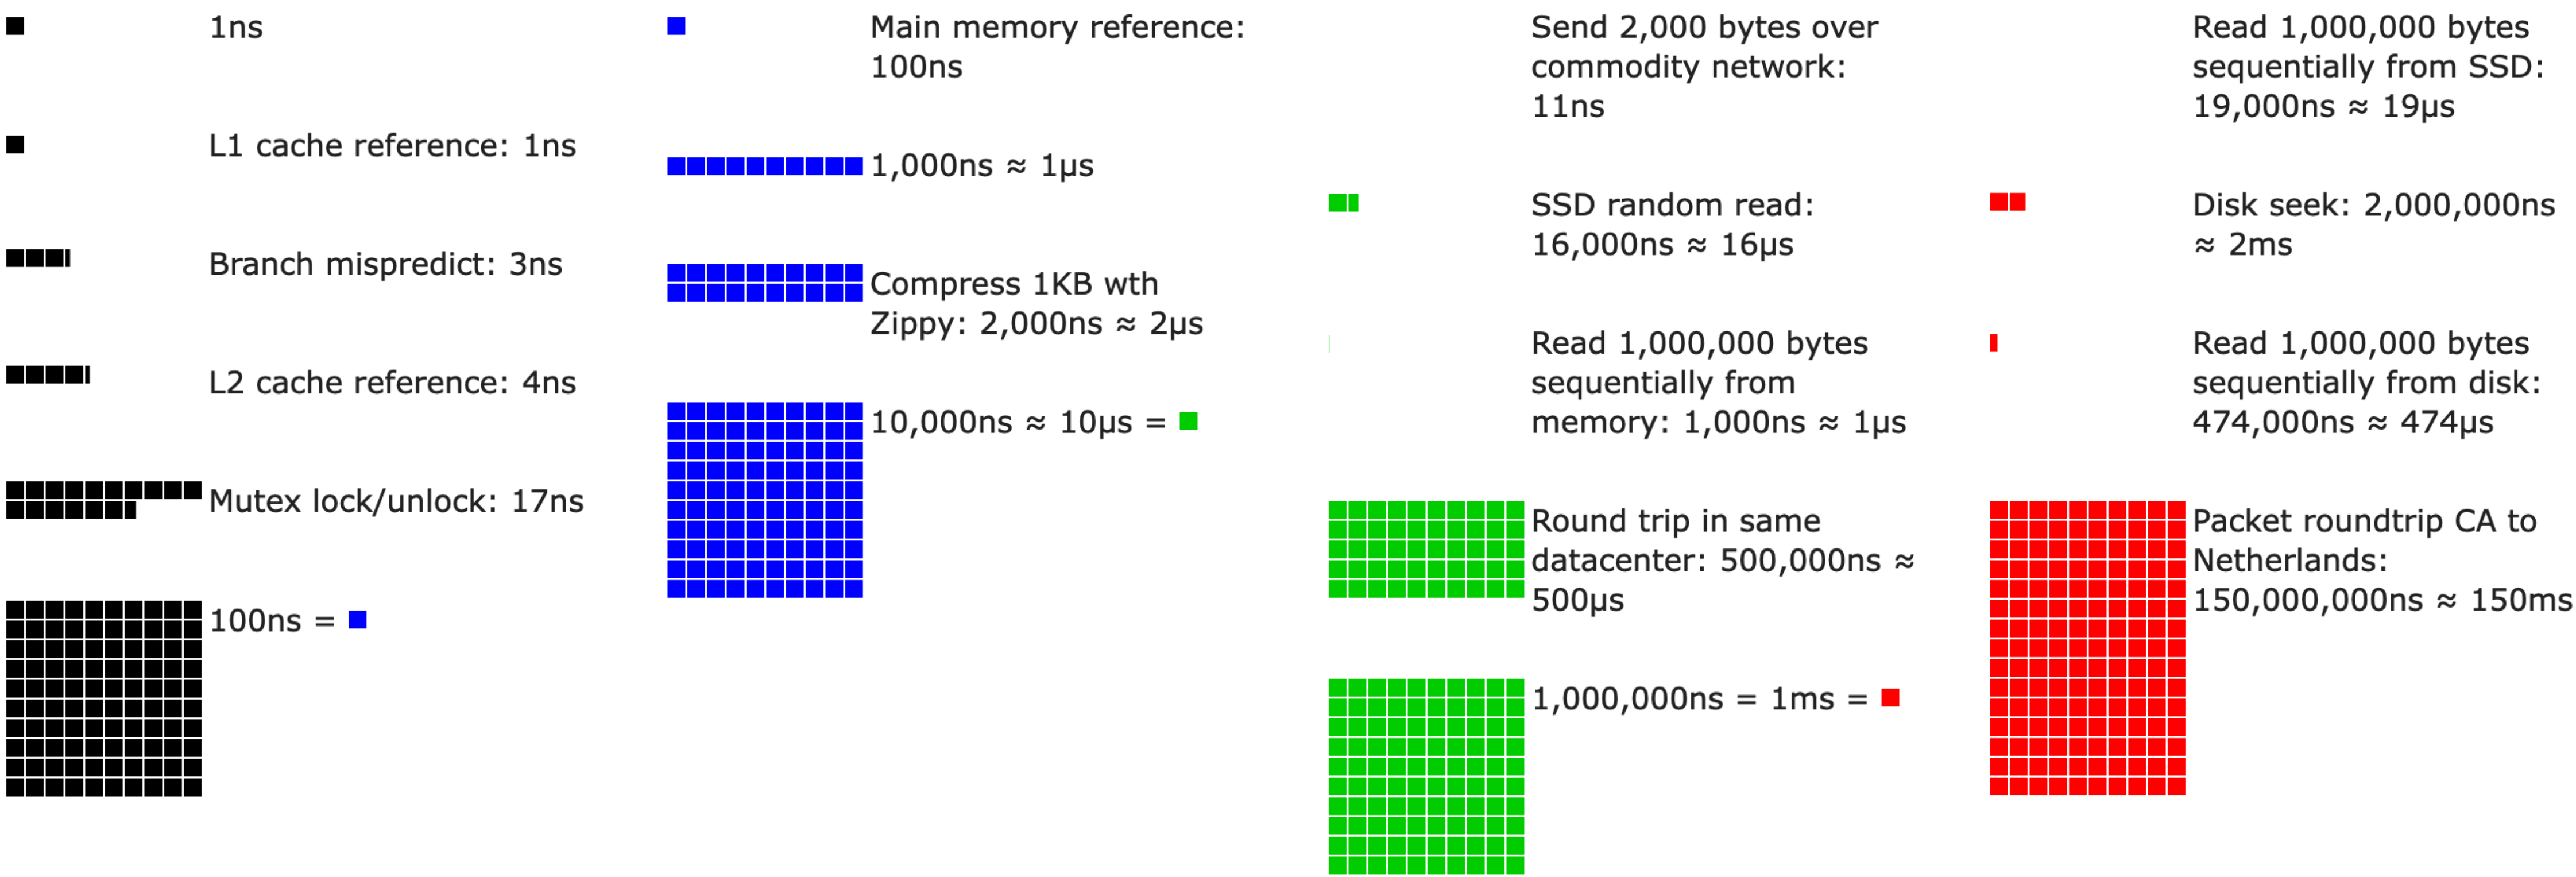 1ns
L1 cache reference: 1ns
Branch mispredict: 3ns
L2 cache reference: 4ns
Mutex lock/unlock: 17ns
100ns =
Main memory reference:
100ns
1,000ns ≈ 1μs
Compress 1KB wth
Zippy: 2,000ns ≈ 2μs
10,000ns ≈ 10μs =
Send 2,000 bytes over
commodity network:
11ns
SSD random read:
16,000ns ≈ 16μs
Read 1,000,000 bytes
sequentially from
memory: 1,000ns ≈ 1μs
Round trip in same
datacenter: 500,000ns ≈
500μs
1,000,000ns = 1ms =
Read 1,000,000 bytes
sequentially from SSD:
19,000ns ≈ 19μs
Disk seek: 2,000,000ns
≈ 2ms
Read 1,000,000 bytes
sequentially from disk:
474,000ns ≈ 474μs
Packet roundtrip CA to
Netherlands:
150,000,000ns ≈ 150ms